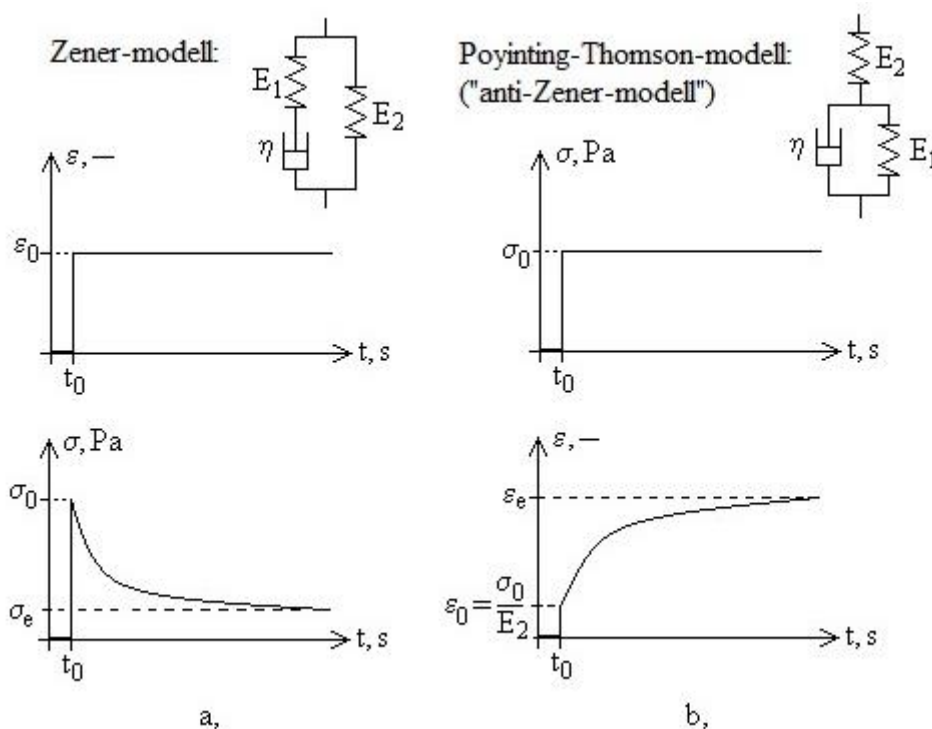 Zener-modell:
E1
η
E2
ε, –
ε0
t0
t, s
σ, Pa
σ0
σe
t0
t, s
a,
Poyinting-Thomson-modell:
("anti-Zener-modell")
E2
η
E1
σ, Pa
σ0
t0
t, s
ε, –
εe
ε0 = σ0/E2
t0
t, s
b,